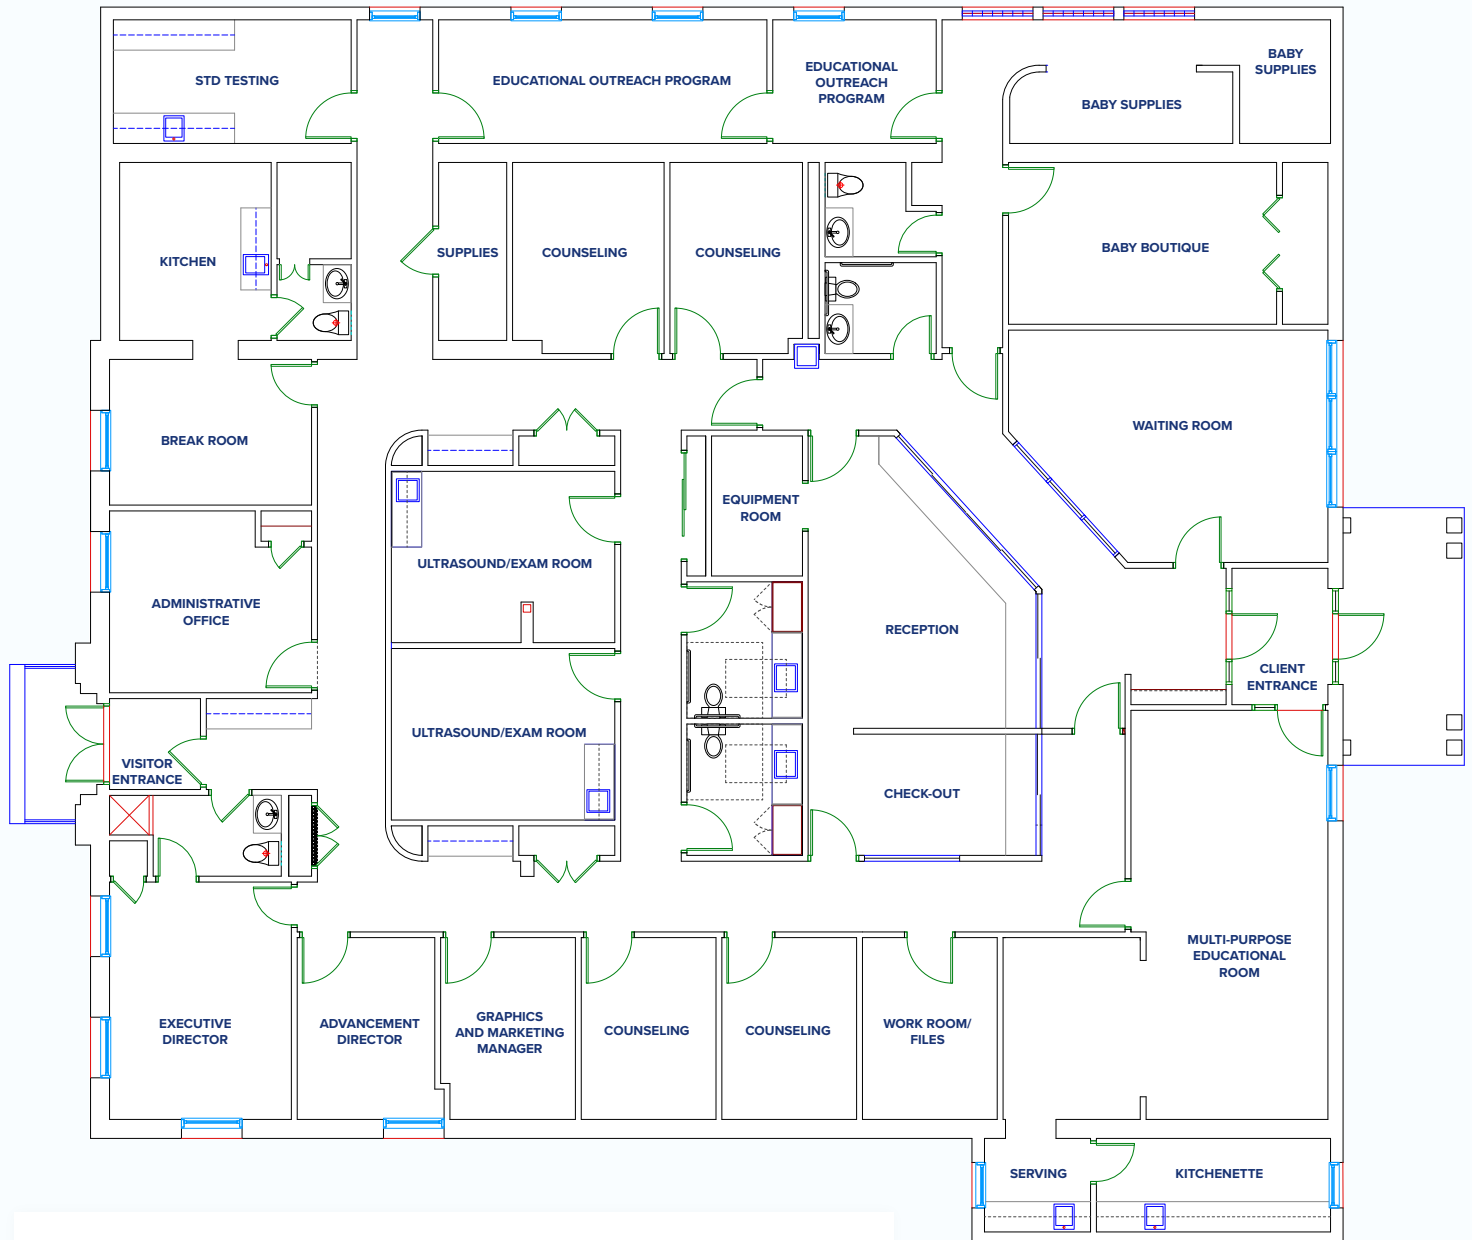 STD TESTING
EDUCATIONAL OUTREACH PROGRAM
EDUCATIONAL
OUTREACH
PROGRAM
BABY SUPPLIES
BABY
SUPPLIES
KITCHEN
SUPPLIES
COUNSELING
COUNSELING
BABY BOUTIQUE
BREAK ROOM
WAITING ROOM
EQUIPMENT
ROOM
ULTRASOUND/EXAM ROOM
ADMINISTRATIVE
OFFICE
RECEPTION
CLIENT
ENTRANCE
ULTRASOUND/EXAM ROOM
VISITOR
ENTRANCE
CHECK-OUT
MULTI-PURPOSE
EDUCATIONAL
ROOM
EXECUTIVE
DIRECTOR
ADVANCEMENT
DIRECTOR
GRAPHICS
AND MARKETING
MANAGER
COUNSELING
COUNSELING
WORK ROOM/
FILES
SERVING
KITCHENETTE